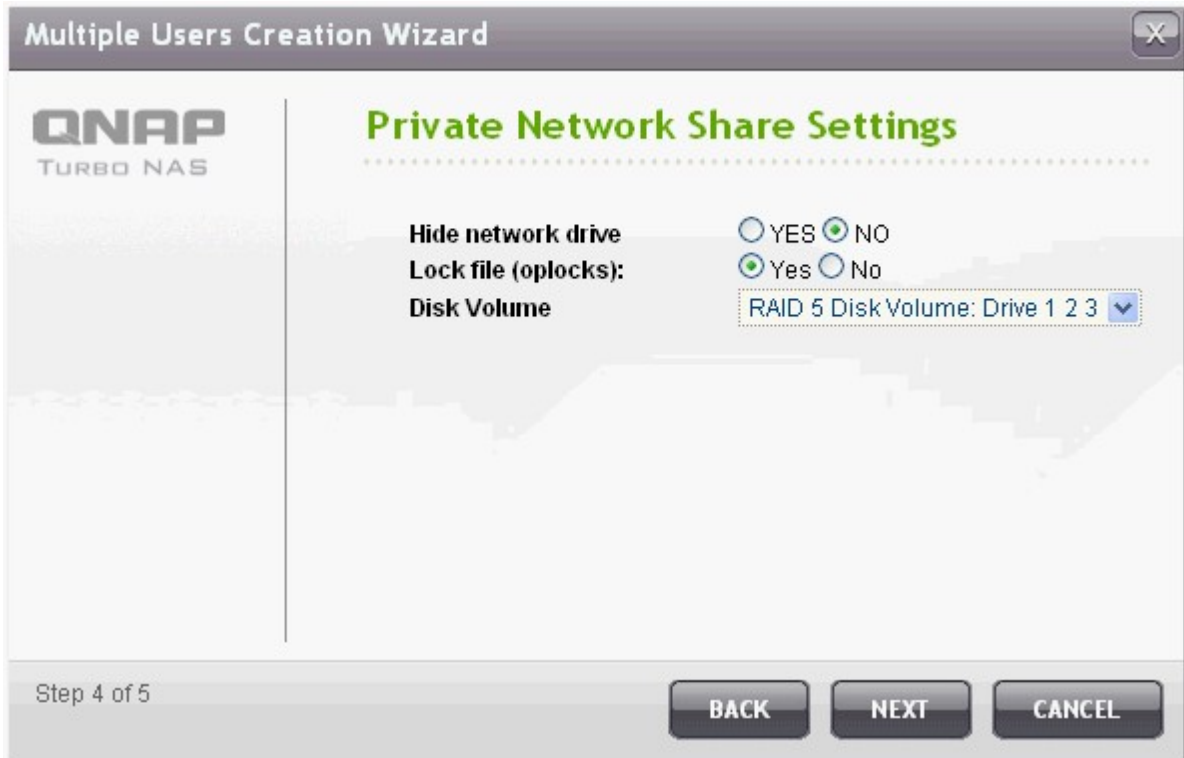 Multiple Users Creation Wizard
X
QNAP
TURBO NAS
Private Network Share Settings
Hide network drive YES NO
Lock file (oplocks): Yes No
Disk Volume RAID 5 Disk Volume: Drive 1 2 3
Step 4 of 5
BACK NEXT CANCEL